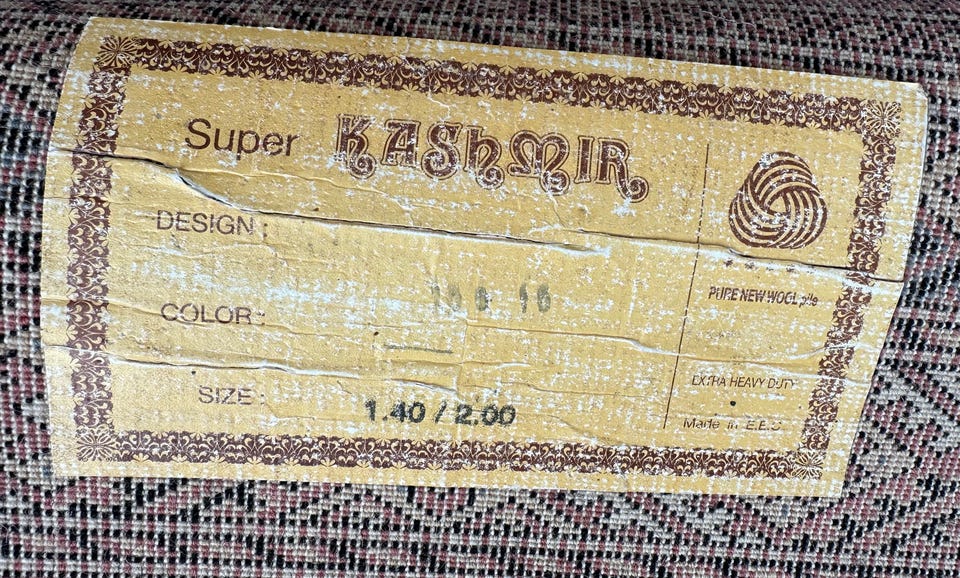 Super KASHMIR
DESIGN :
COLOR :
SIZE : 1.40 / 2.00
PURE NEW WOOL pile
EXTRA HEAVY DUTY
Made in E.E.C